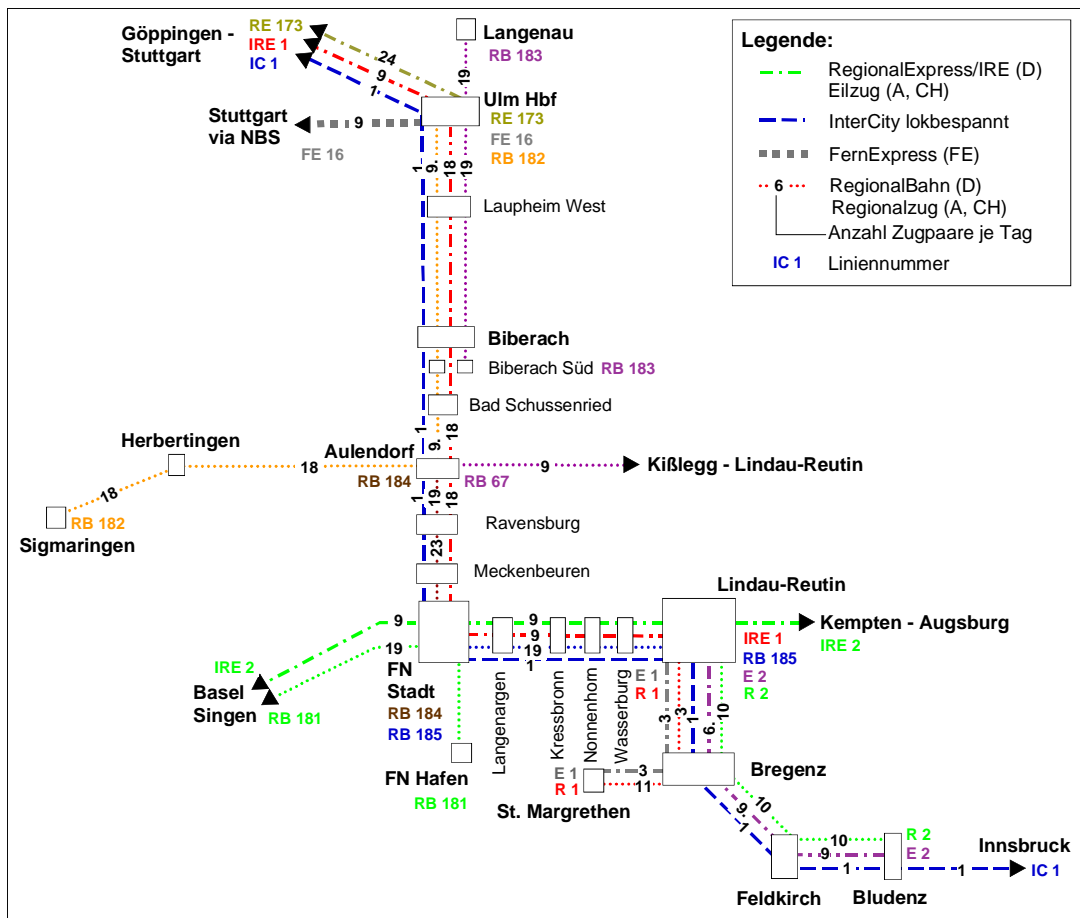 Göppingen -
Stuttgart
RE 173
IRE 1
IC 1
24
9
1
Langenau
RB 183
19
Ulm Hbf
RE 173
FE 16
RB 182
Stuttgart
via NBS
9
FE 16
Legende:
RegionalExpress/IRE (D)
Eilzug (A, CH)
InterCity lokbespannt
FernExpress (FE)
6
RegionalBahn (D)
Regionalzug (A, CH)
Anzahl Zugpaare je Tag
IC 1
Liniennummer
1
9.
18
19
Laupheim West
Biberach
Biberach Süd RB 183
Bad Schussenried
1
9.
18
Herbertingen
18
Aulendorf
RB 184
RB 67
9
Kißlegg - Lindau-Reutin
18
RB 182
Sigmaringen
1
19
18
Ravensburg
23
Meckenbeuren
Lindau-Reutin
9
19
9
9
19
1
Kempten - Augsburg
IRE 2
IRE 1
RB 185
E 2
R 2
IRE 2
Basel
Singen
RB 181
FN
Stadt
RB 184
RB 185
Langenargen
Kressbronn
Nonnenhorn
Wasserburg
E 1
R 1
3
3
1
6.
10
FN Hafen
RB 181
E 1
R 1
3
11
St. Margrethen
Bregenz
10
9.
1
10
9
1
R 2
E 2
1
Innsbruck
IC 1
Feldkirch
Bludenz